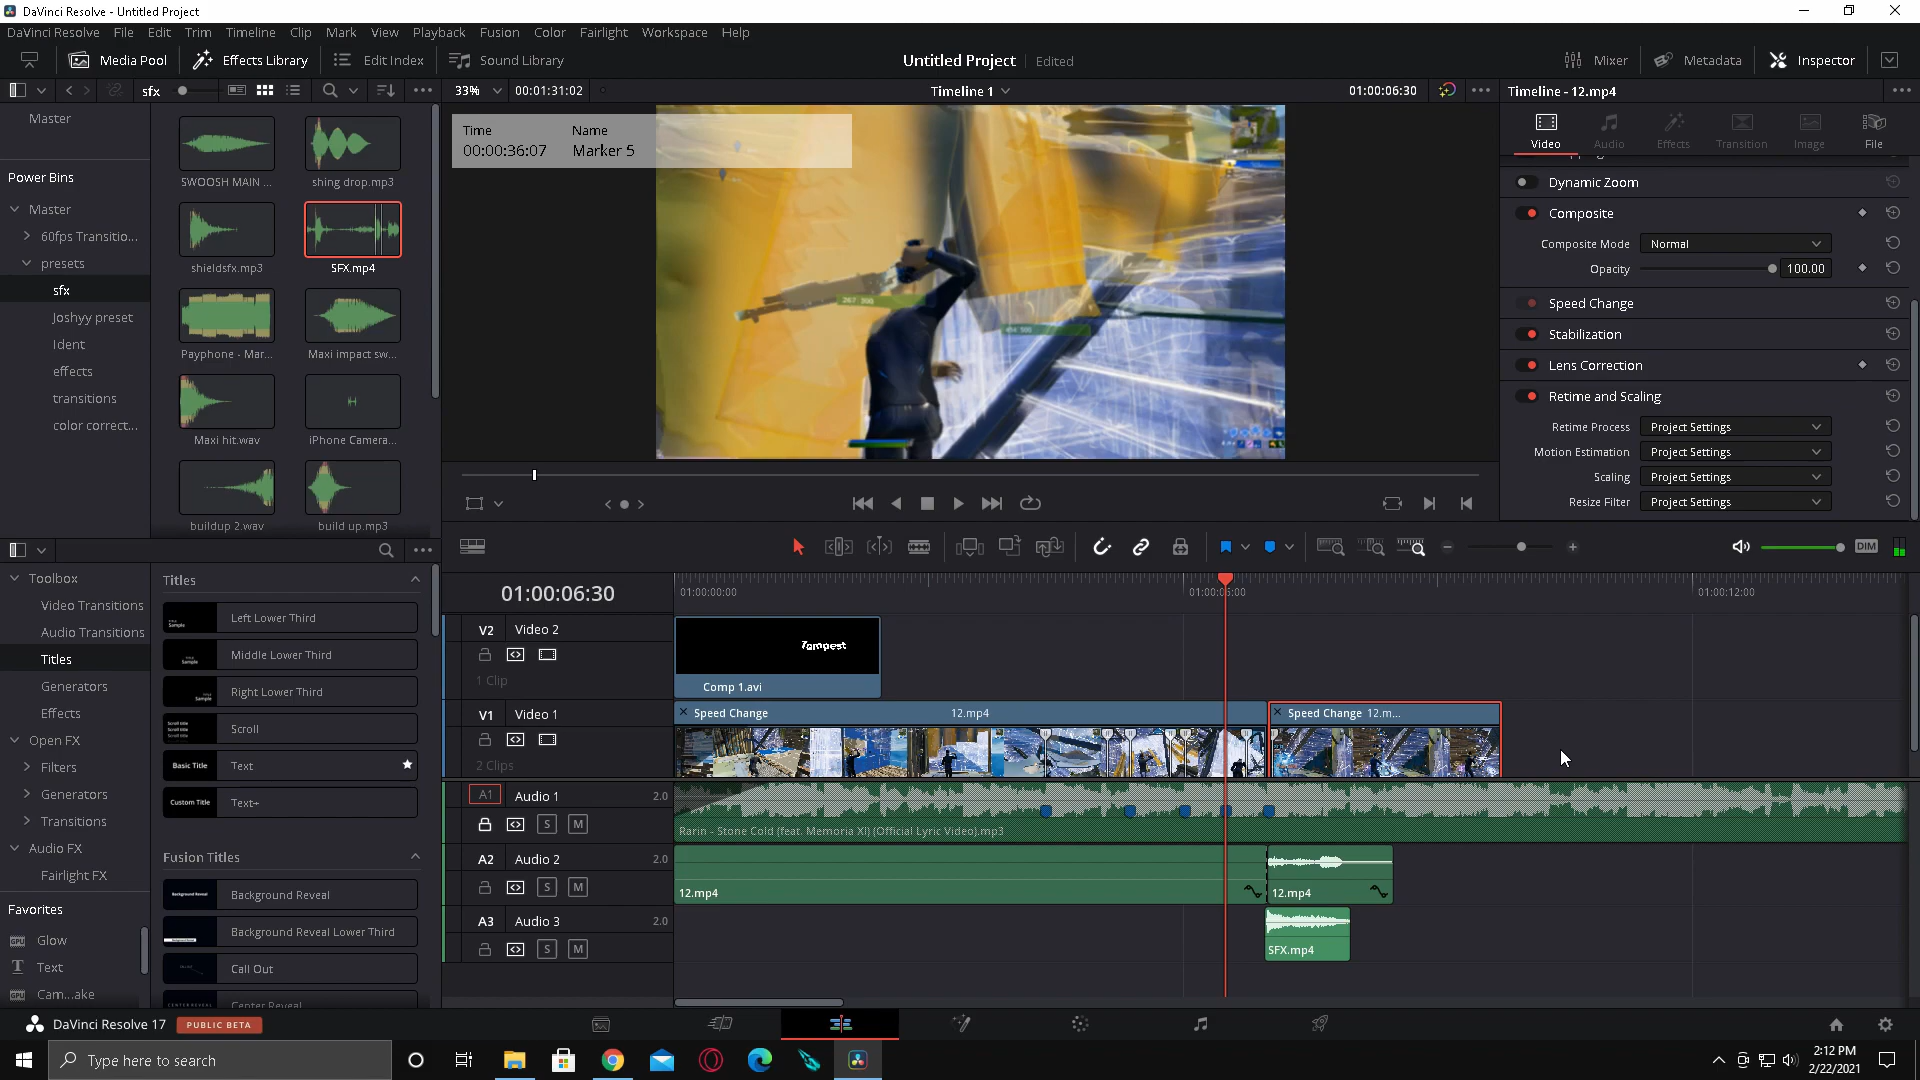 DaVinci Resolve - Untitled Project
DaVinci Resolve File Edit Trim Timeline Clip Mark View Playback Fusion Color Fairlight Workspace Help
Media Pool Effects Library Edit Index Sound Library Untitled Project Edited Mixer Metadata Inspector
sfx 33% 00:01:31:02 Timeline 1 01:00:06:30 Timeline - 12.mp4
Master
Power Bins
Master
60fps Transitio...
presets
sfx
Joshyy preset
Ident
effects
transitions
color correct...
SWOOSH MAIN ... shing drop.mp3
shieldsfx.mp3 SFX.mp4
Payphone - Mar... Maxi impact sw...
Maxi hit.wav iPhone Camera...
buildup 2.wav build up.mp3
Time Name
00:00:36:07 Marker 5
267 300
Video Audio Effects Transition Image File
Dynamic Zoom
Composite
Composite Mode Normal
Opacity 100.00
Speed Change
Stabilization
Lens Correction
Retime and Scaling
Retime Process Project Settings
Motion Estimation Project Settings
Scaling Project Settings
Resize Filter Project Settings
DIM
Toolbox
Video Transitions
Audio Transitions
Titles
Generators
Effects
Open FX
Filters
Generators
Transitions
Audio FX
Fairlight FX
Favorites
Glow
Text
Cam...ake
Titles
Left Lower Third
Middle Lower Third
Right Lower Third
Scroll
Basic Title Text
Custom Title Text+
Fusion Titles
Background Reveal
Background Reveal Lower Third
Call Out
Center Reveal
01:00:06:30 01:00:00:00 01:00:06:00 01:00:12:00
V2 Video 2
1 Clip
Tempest
Comp 1.avi
V1 Video 1
2 Clips
Speed Change 12.mp4 Speed Change 12.m...
A1 Audio 1 2.0
S M
Rarin - Stone Cold (feat. Memoria XI) (Official Lyric Video).mp3
A2 Audio 2 2.0
S M
12.mp4 12.mp4
A3 Audio 3 2.0
S M
SFX.mp4
DaVinci Resolve 17 PUBLIC BETA
Type here to search
2:12 PM
2/22/2021